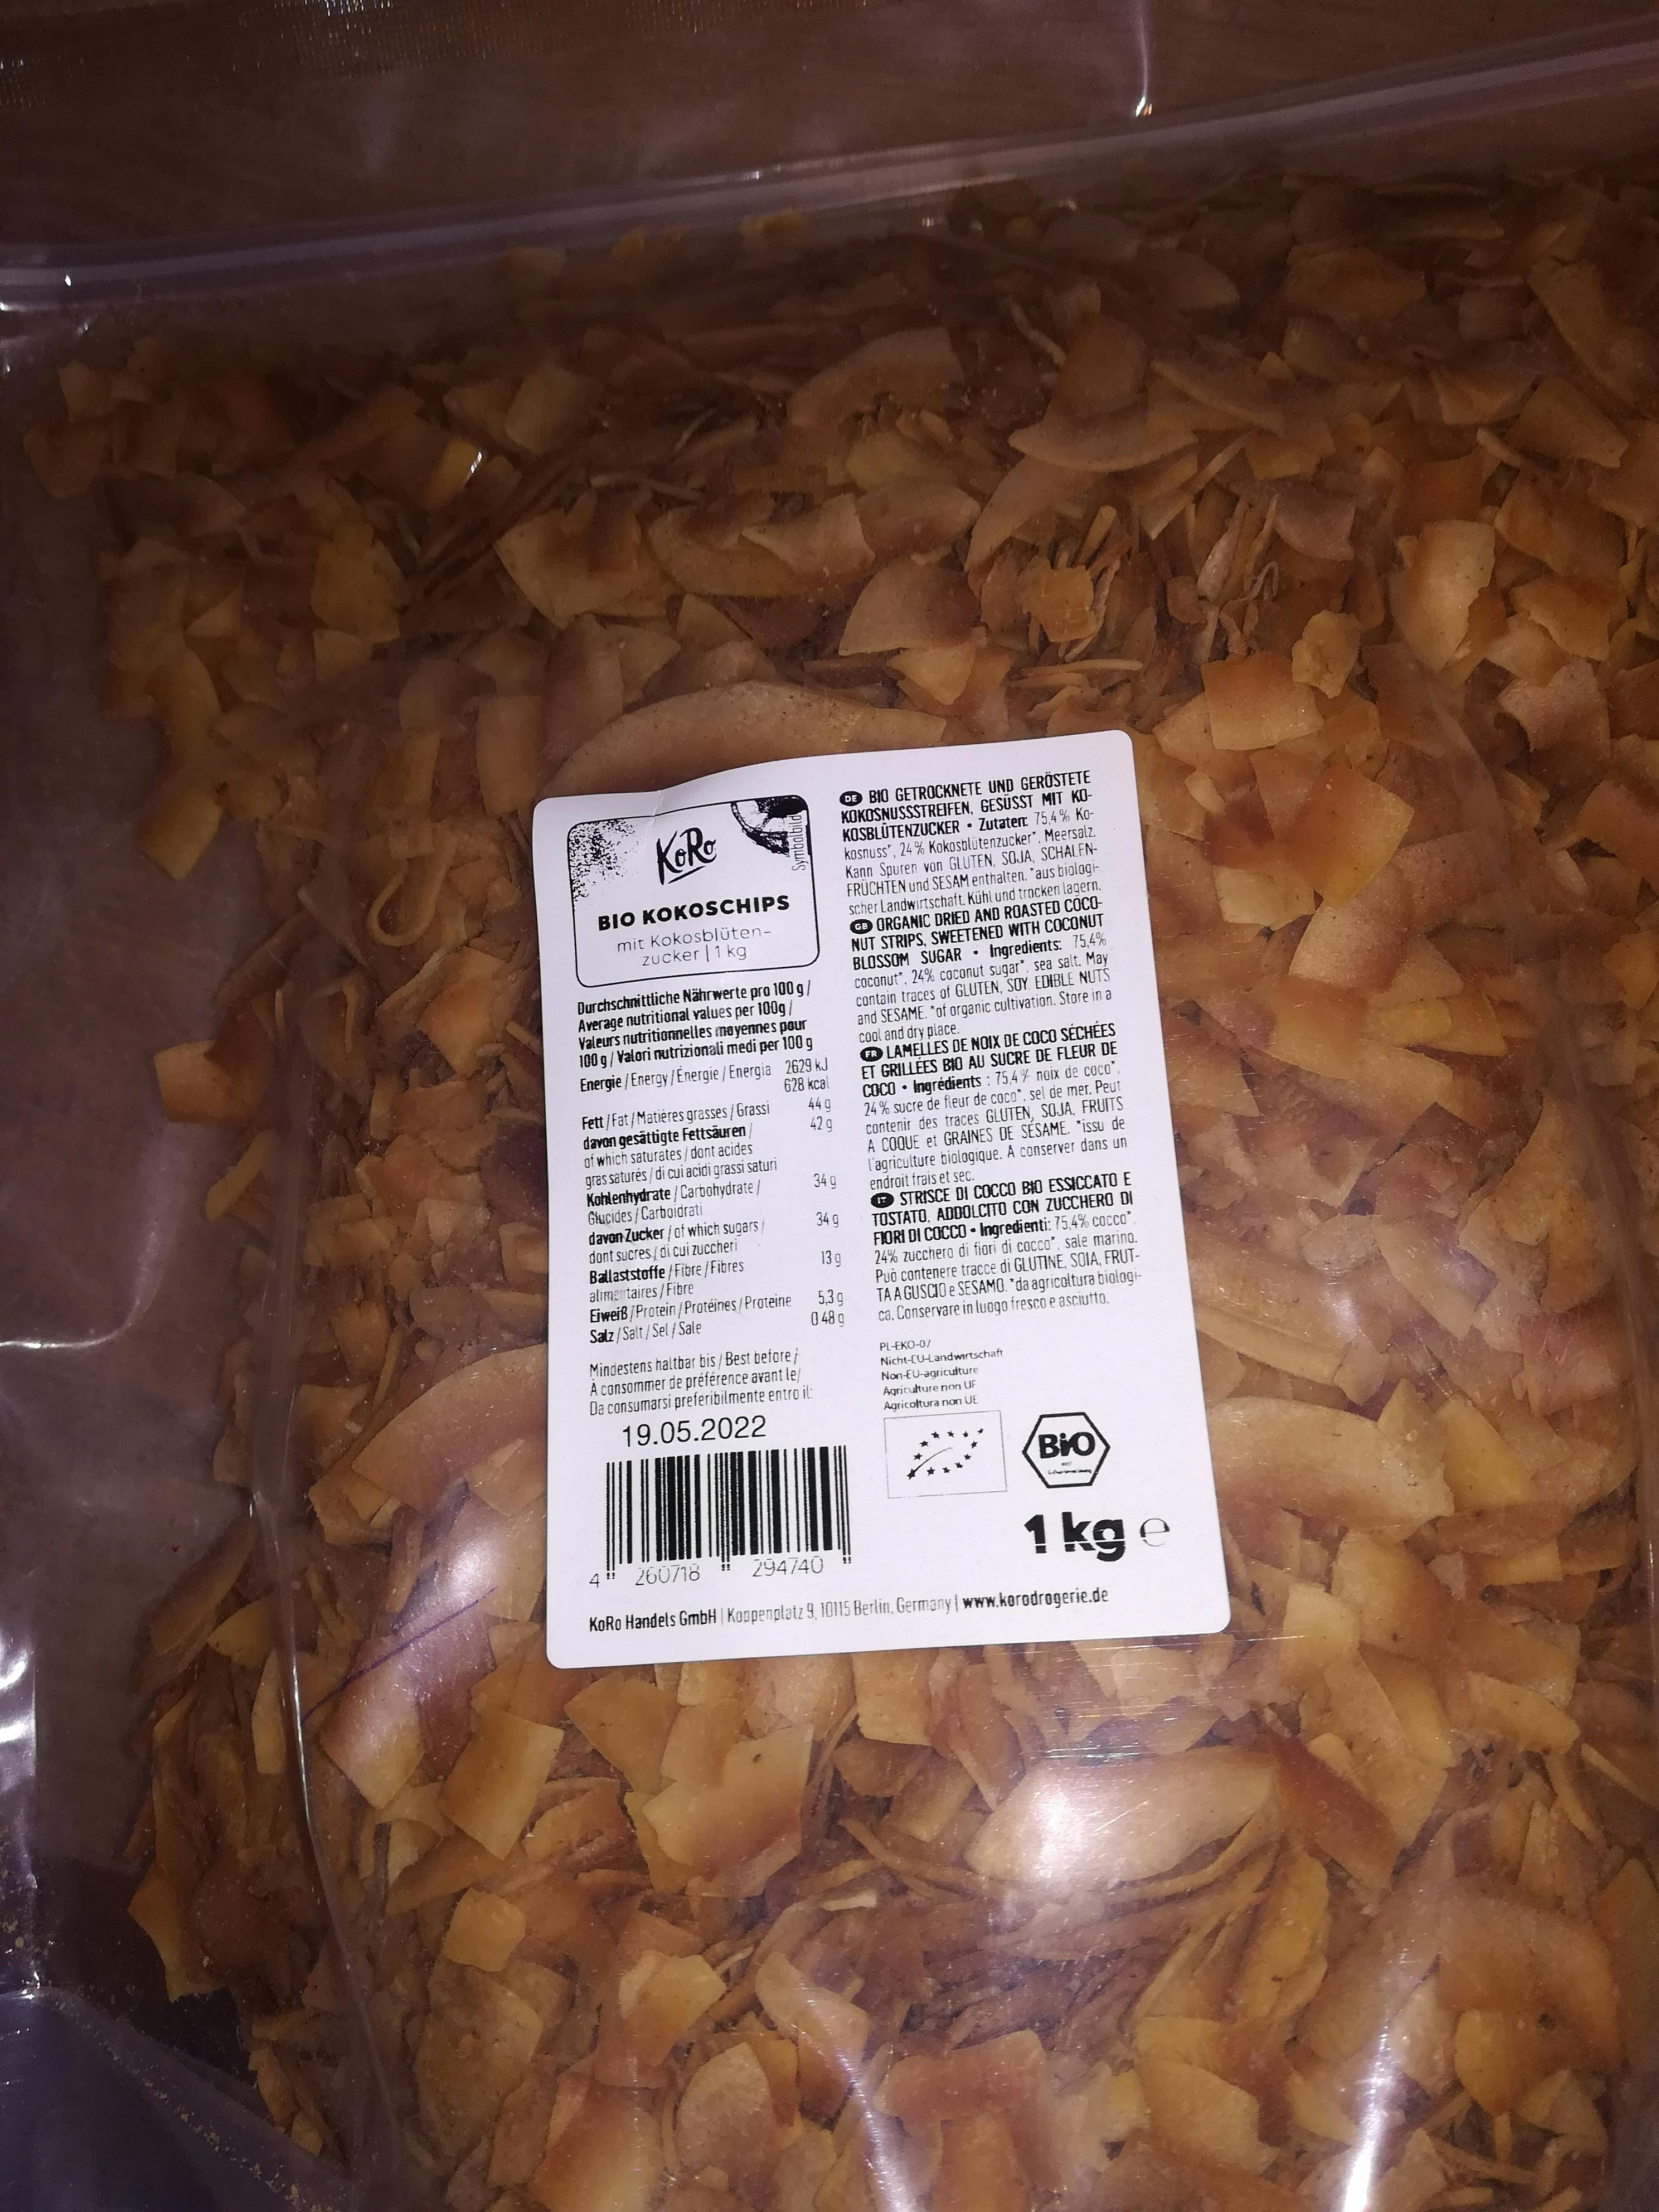 KoRo
Symbolbild
BIO KOKOSCHIPS
mit Kokosblüten-
zucker | 1 kg
Durchschnittliche Nährwerte pro 100 g /
Average nutritional values per 100g /
Valeurs nutritionnelles moyennes pour
100 g / Valori nutrizionali medi per 100 g
Energie / Energy / Énergie / Energia 2629 kJ
628 kcal
Fett / Fat / Matières grasses / Grassi 44 g
davon gesättigte Fettsäuren / 42 g
of which saturates / dont acides
gras saturés / di cui acidi grassi saturi
Kohlenhydrate / Carbohydrate / 34 g
Glucides / Carboidrati
davon Zucker / of which sugars / 34 g
dont sucres / di cui zuccheri
Ballaststoffe / Fibre / Fibres 13 g
alimentaires / Fibre
Eiweiß / Protein / Protéines / Proteine 5,3 g
Salz / Salt / Sel / Sale 0 48 g
Mindestens haltbar bis / Best before /
À consommer de préférence avant le /
Da consumarsi preferibilmente entro il:
19.05.2022
4 260718 294740
DE BIO GETROCKNETE UND GERÖSTETE
KOKOSNUSSSTREIFEN, GESÜSST MIT KO-
KOSBLÜTENZUCKER • Zutaten: 75,4 % Ko-
kosnuss*, 24 % Kokosblütenzucker*, Meersalz.
Kann Spuren von GLUTEN, SOJA, SCHALEN-
FRÜCHTEN und SESAM enthalten. *aus biologi-
scher Landwirtschaft. Kühl und trocken lagern.
GB ORGANIC DRIED AND ROASTED COCO-
NUT STRIPS, SWEETENED WITH COCONUT
BLOSSOM SUGAR • Ingredients: 75,4%
coconut*, 24% coconut sugar*, sea salt. May
contain traces of GLUTEN, SOY, EDIBLE NUTS
and SESAME. *of organic cultivation. Store in a
cool and dry place.
FR LAMELLES DE NOIX DE COCO SÉCHÉES
ET GRILLÉES BIO AU SUCRE DE FLEUR DE
COCO • Ingrédients : 75,4 % noix de coco*,
24 % sucre de fleur de coco*, sel de mer. Peut
contenir des traces GLUTEN, SOJA, FRUITS
A COQUE et GRAINES DE SÉSAME. *issu de
l'agriculture biologique. À conserver dans un
endroit frais et sec.
IT STRISCE DI COCCO BIO ESSICCATO E
TOSTATO, ADDOLCITO CON ZUCCHERO DI
FIORI DI COCCO • Ingredienti: 75,4% cocco*,
24% zucchero di fiori di cocco*, sale marino.
Può contenere tracce di GLUTINE, SOIA, FRUT-
TA A GUSCIO e SESAMO. *da agricoltura biologi-
ca. Conservare in luogo fresco e asciutto.
PL-EKO-07
Nicht-EU-Landwirtschaft
Non-EU-agriculture
Agriculture non UE
Agricoltura non UE
BiO
1 kg e
KoRo Handels GmbH | Koppenplatz 9, 10115 Berlin, Germany | www.korodrogerie.de